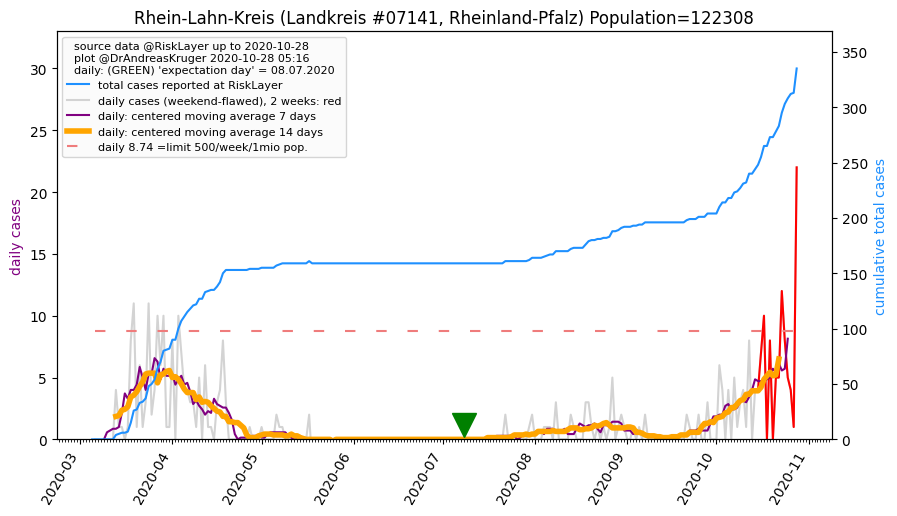 Rhein-Lahn-Kreis (Landkreis #07141, Rheinland-Pfalz) Population=122308
source data @RiskLayer up to 2020-10-28
plot @DrAndreasKruger 2020-10-28 05:16
daily: (GREEN) 'expectation day' = 08.07.2020
total cases reported at RiskLayer
daily cases (weekend-flawed), 2 weeks: red
daily: centered moving average 7 days
daily: centered moving average 14 days
daily 8.74 =limit 500/week/1mio pop.
daily cases
30
25
20
15
10
5
0
cumulative total cases
350
300
250
200
150
100
50
0
2020-03
2020-04
2020-05
2020-06
2020-07
2020-08
2020-09
2020-10
2020-11